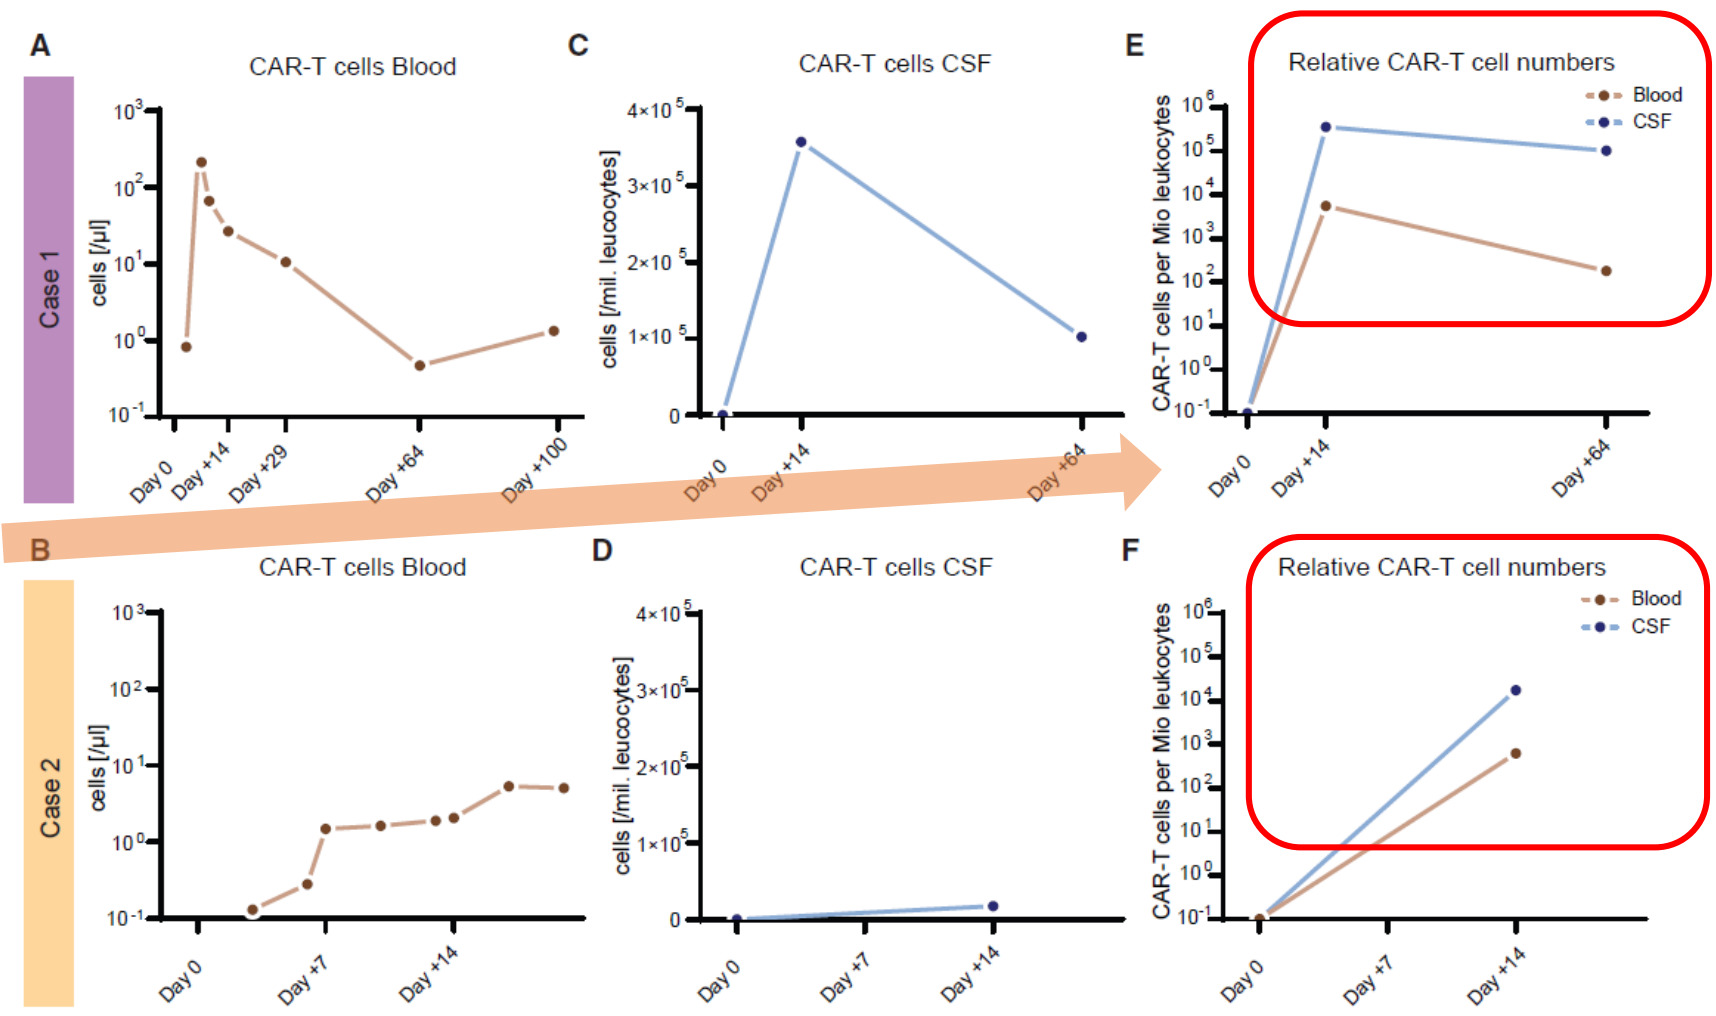 A
CAR-T cells Blood
Case 1
cells [/µl]
10³
10²
10¹
10⁰
10⁻¹
Day 0
Day +14
Day +29
Day +64
Day +100
C
CAR-T cells CSF
cells [/mil. leucocytes]
4×10⁵
3×10⁵
2×10⁵
1×10⁵
0
Day 0
Day +14
Day +64
E
Relative CAR-T cell numbers
Blood
CSF
CAR-T cells per Mio leukocytes
10⁶
10⁵
10⁴
10³
10²
10¹
10⁰
10⁻¹
Day 0
Day +14
Day +64
B
CAR-T cells Blood
Case 2
cells [/µl]
10³
10²
10¹
10⁰
10⁻¹
Day 0
Day +7
Day +14
D
CAR-T cells CSF
cells [/mil. leucocytes]
4×10⁵
3×10⁵
2×10⁵
1×10⁵
0
Day 0
Day +7
Day +14
F
Relative CAR-T cell numbers
Blood
CSF
CAR-T cells per Mio leukocytes
10⁶
10⁵
10⁴
10³
10²
10¹
10⁰
10⁻¹
Day 0
Day +7
Day +14